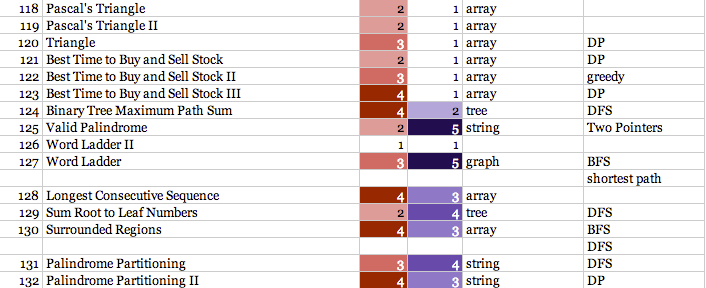 118 Pascal's Triangle 2 1 array
119 Pascal's Triangle II 2 1 array
120 Triangle 3 1 array DP
121 Best Time to Buy and Sell Stock 2 1 array DP
122 Best Time to Buy and Sell Stock II 3 1 array greedy
123 Best Time to Buy and Sell Stock III 4 1 array DP
124 Binary Tree Maximum Path Sum 4 2 tree DFS
125 Valid Palindrome 2 5 string Two Pointers
126 Word Ladder II 1 1
127 Word Ladder 3 5 graph BFS
shortest path
128 Longest Consecutive Sequence 4 3 array
129 Sum Root to Leaf Numbers 2 4 tree DFS
130 Surrounded Regions 4 3 array BFS
DFS
131 Palindrome Partitioning 3 4 string DFS
132 Palindrome Partitioning II 4 3 string DP